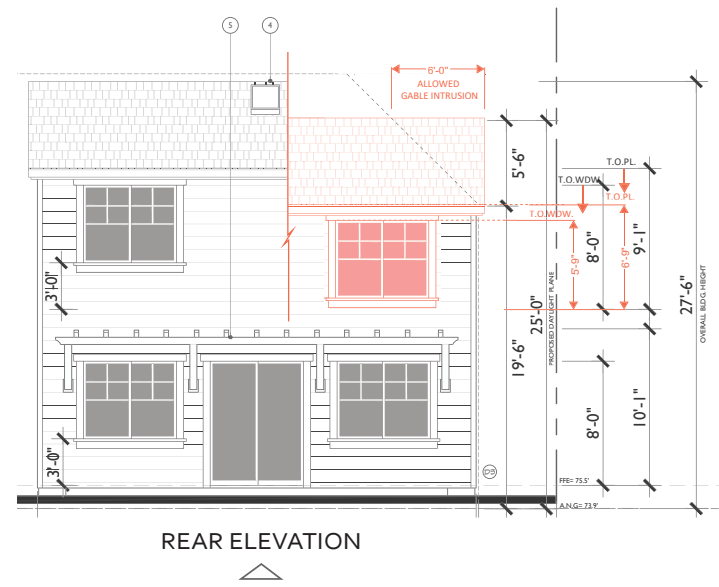 5
4
6'-0"
ALLOWED
GABLE INTRUSION
5'-6"
T.O.PL.
T.O.WDW.
T.O.PL.
T.O.WDW.
8'-0"
9'-1"
5'-9"
6'-9"
3'-0"
27'-6"
OVERALL BLDG HEIGHT
25'-0"
PROPOSED DAYLIGHT PLANE
19'-6"
8'-0"
10'-1"
3'-0"
FFE= 75.5'
A.N.G= 73.9'
REAR ELEVATION